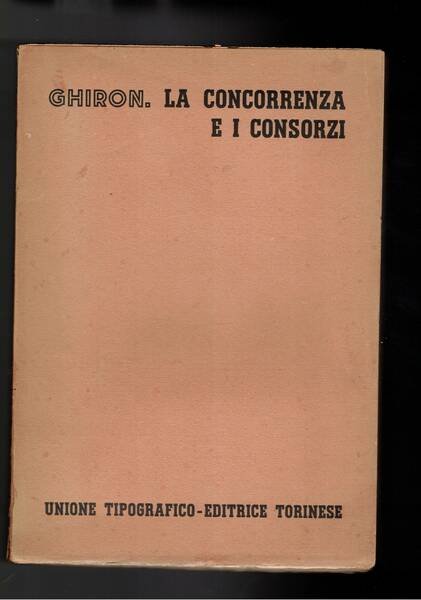 GHIRON. LA CONCORRENZA
E I CONSORZI
UNIONE TIPOGRAFICO-EDITRICE TORINESE